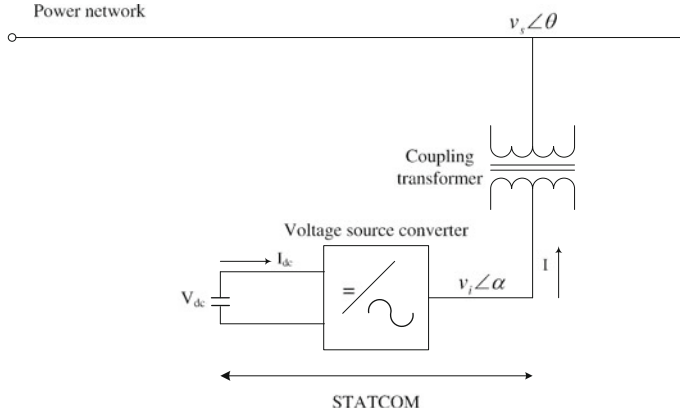 Power network
v_s∠θ
Coupling
transformer
Voltage source converter
I_dc
I
V_dc
=
v_i∠α
STATCOM